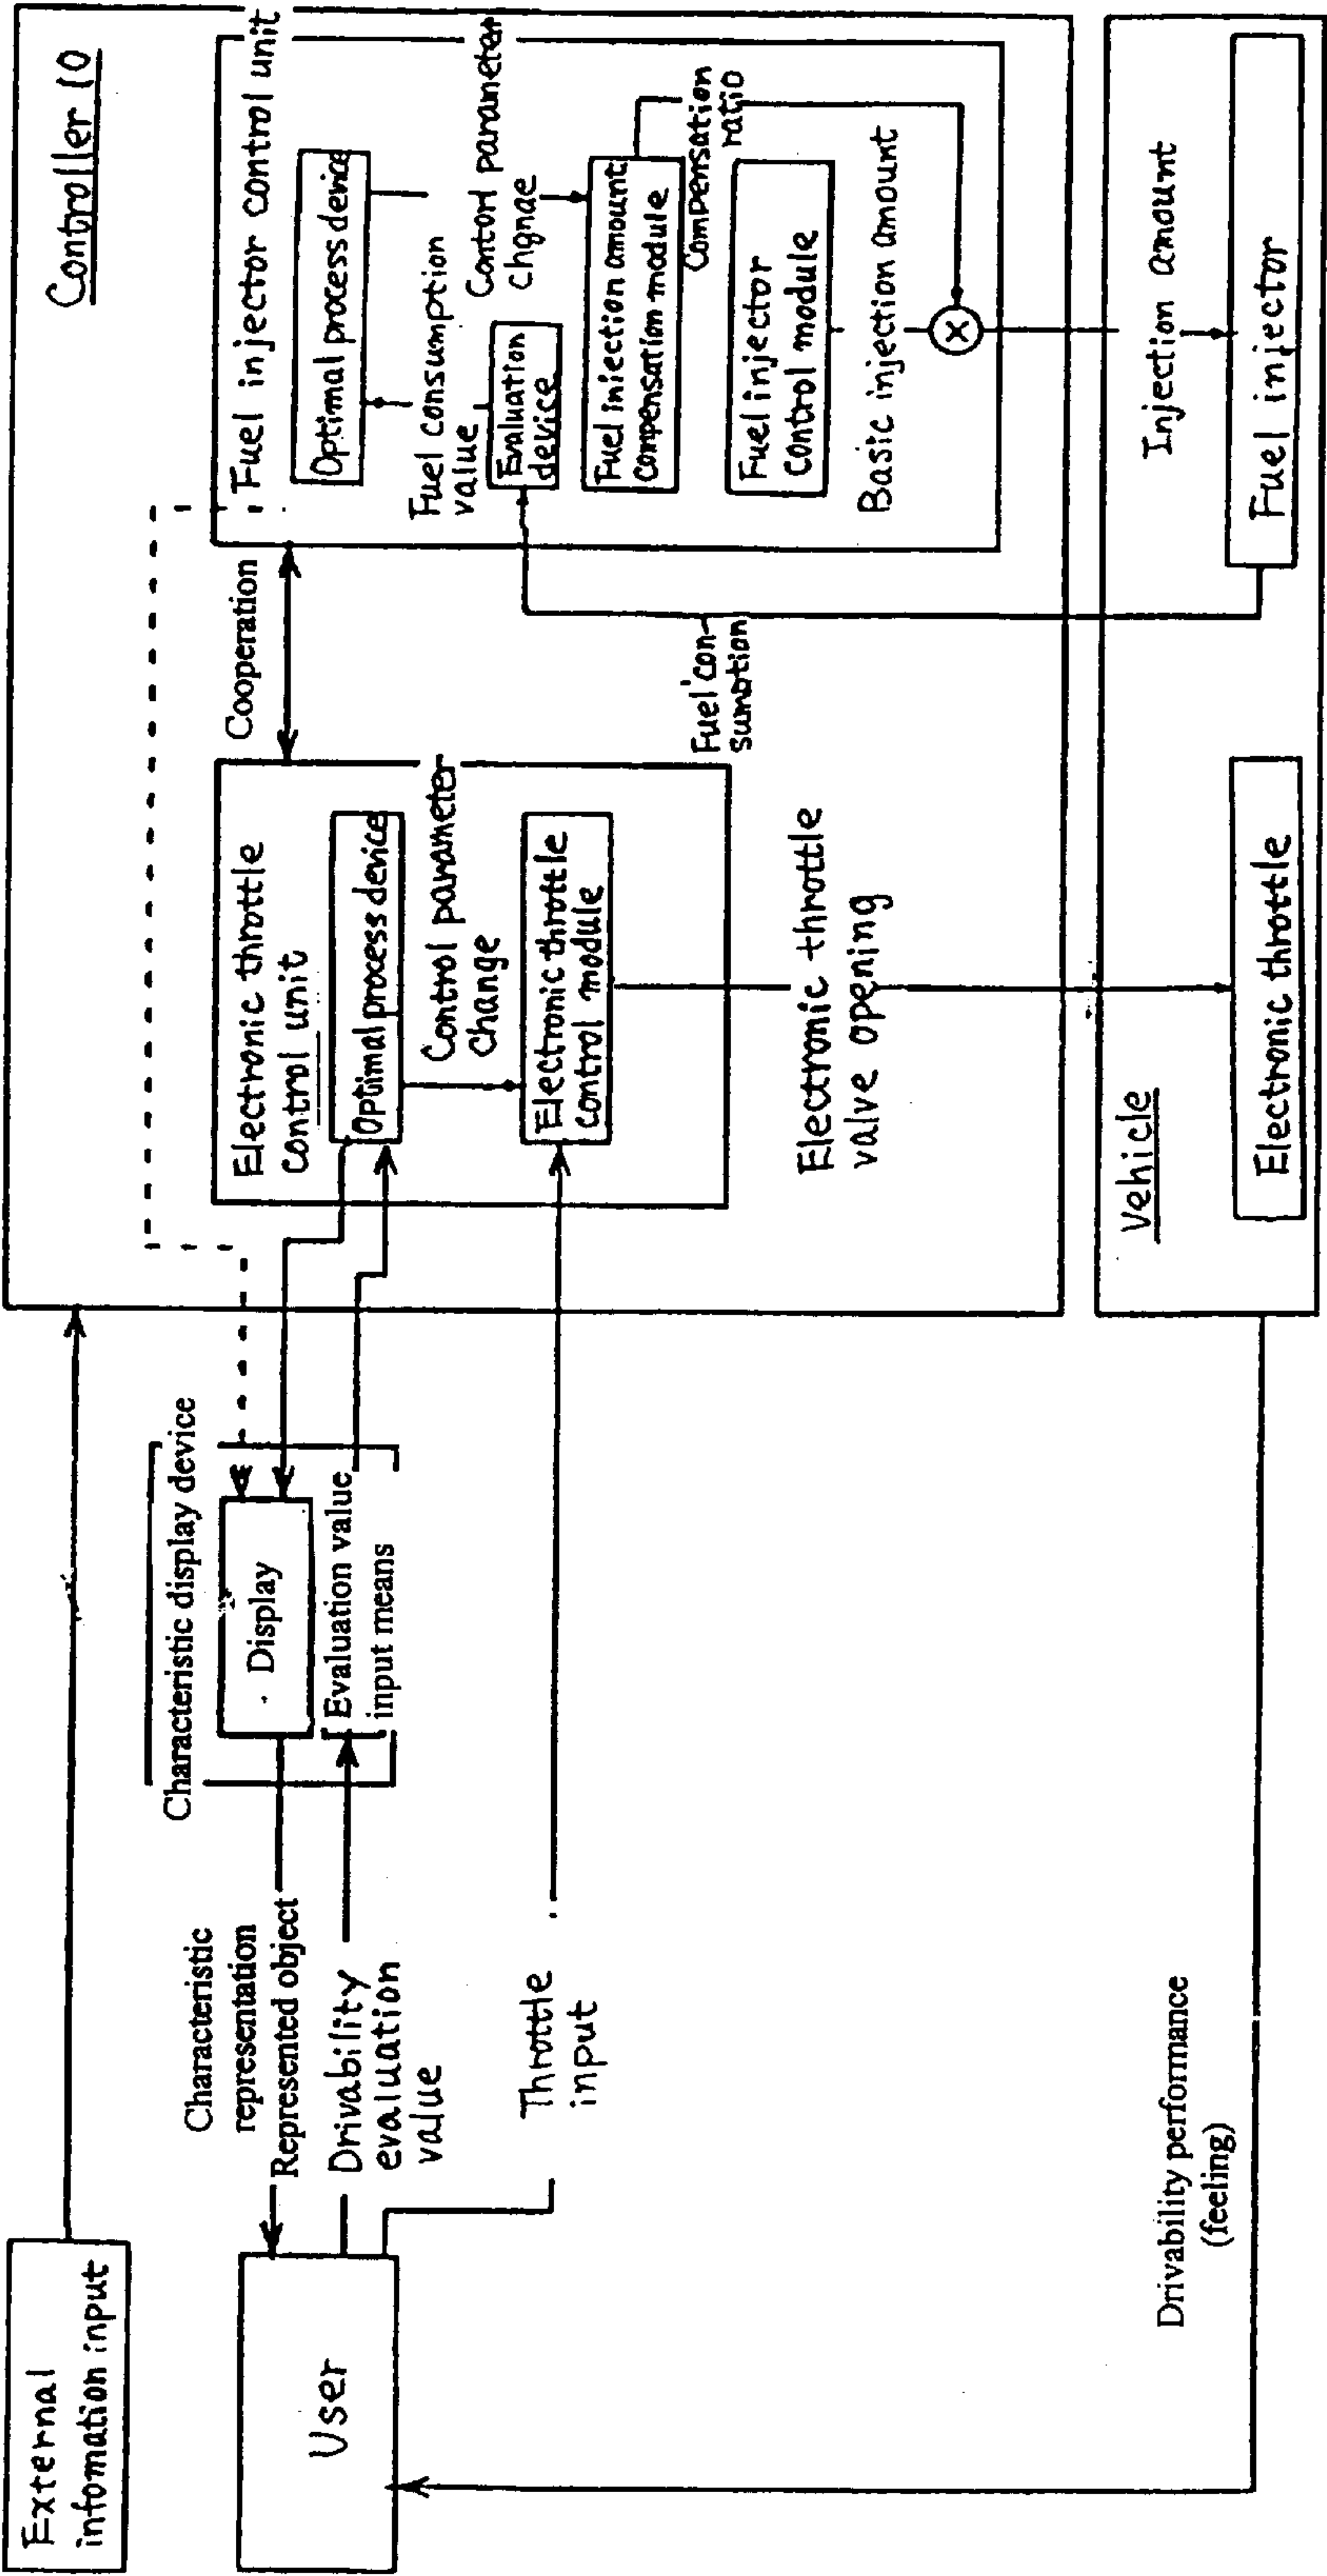 External
infomation input
User
Characteristic
representation
Represented object
Drivability
evaluation
value
Throttle
input
Drivability performance
(feeling)
Characteristic display device
Display
Evaluation value
input means
Controller 10
Electronic throttle
control unit
Optimal process device
Control parameter
change
Electronic throttle
control module
Electronic throttle
valve opening
Cooperation
Fuel con-
sumotion
Fuel injector control unit
Optimal process device
Fuel consumption
value
Contorl parameter
chgnae
Evaluation
device
Fuel iniection amount
compensation module
Compensation
ratio
Fuel injector
control module
Basic injection amount
X
Injection amount
Vehicle
Electronic throttle
Fuel injector